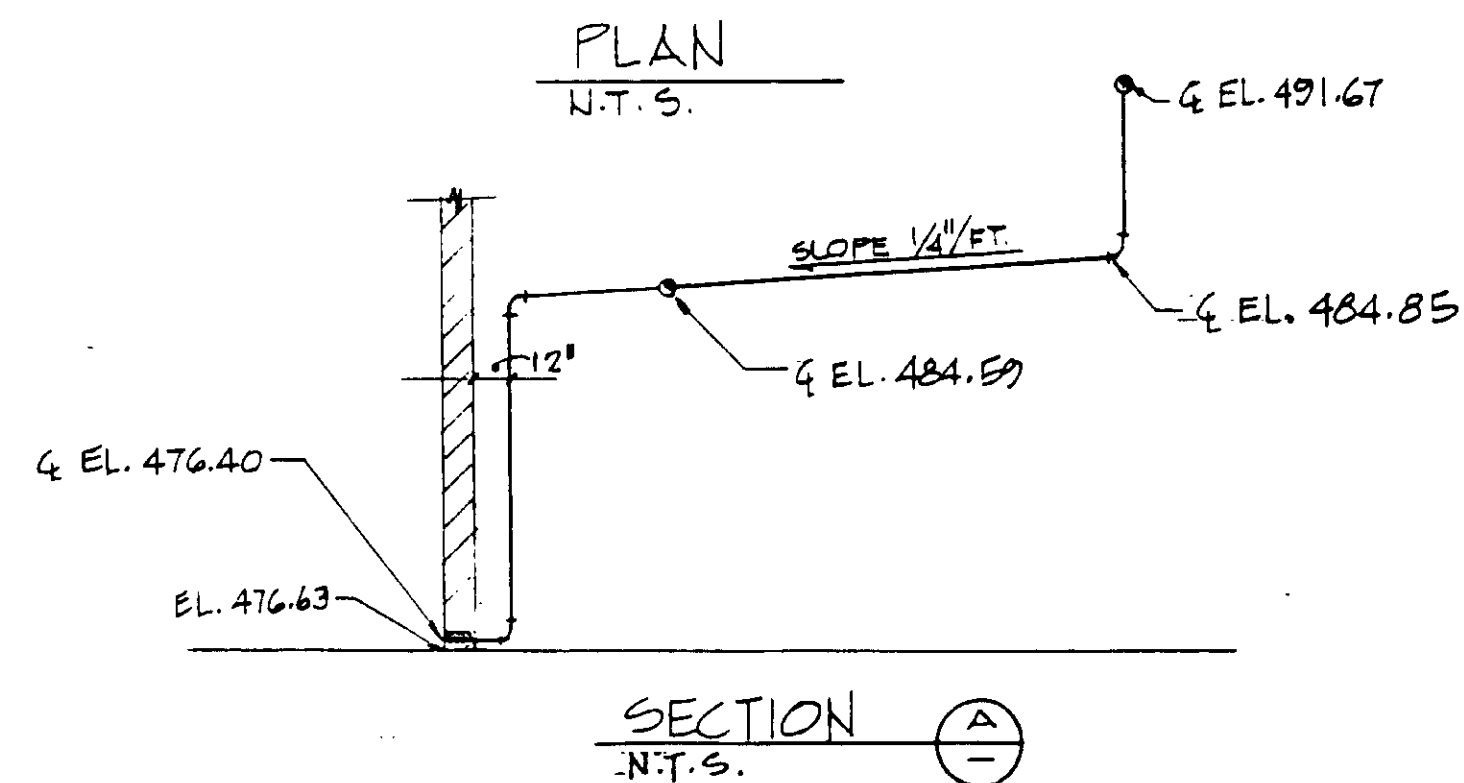 PLAN
N.T.S.
℄ EL. 491.67
SLOPE 1/4"/FT.
℄ EL. 484.85
12"
℄ EL. 484.59
℄ EL. 476.40
EL. 476.63
SECTION
A
N.T.S.